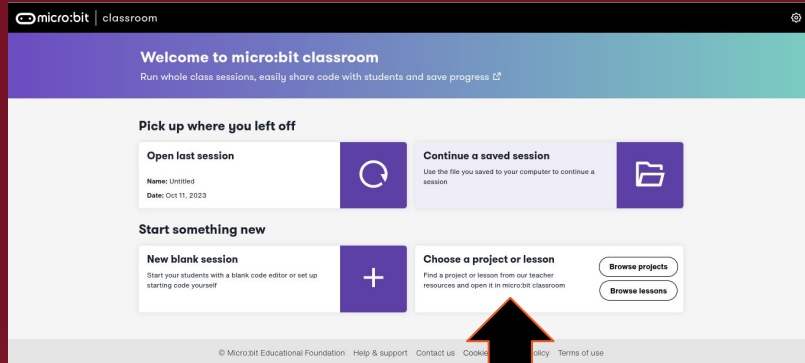 micro:bit classroom
Welcome to micro:bit classroom
Run whole class sessions, easily share code with students and save progress
Pick up where you left off
Open last session
Name: Untitled
Date: Oct 11, 2023
Continue a saved session
Use the file you saved to your computer to continue a
session
Start something new
New blank session
Start your students with a blank code editor or set up
starting code yourself
Choose a project or lesson
Find a project or lesson from our teacher
resources and open it in micro:bit classroom
Browse projects
Browse lessons
© Micro:bit Educational Foundation Help & support Contact us Cookie olicy Terms of use